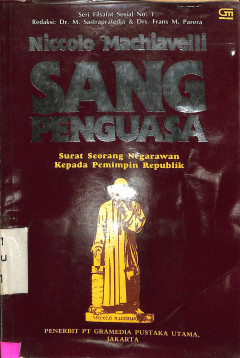 Seri Filsafat Sosial No. 1
Redaksi: Dr. M. Sastrapratedja & Drs. Frans M. Parera
Niccolo Machiavelli
SANG
PENGUASA
Surat Seorang Negarawan
Kepada Pemimpin Republik
PENERBIT PT GRAMEDIA PUSTAKA UTAMA,
JAKARTA